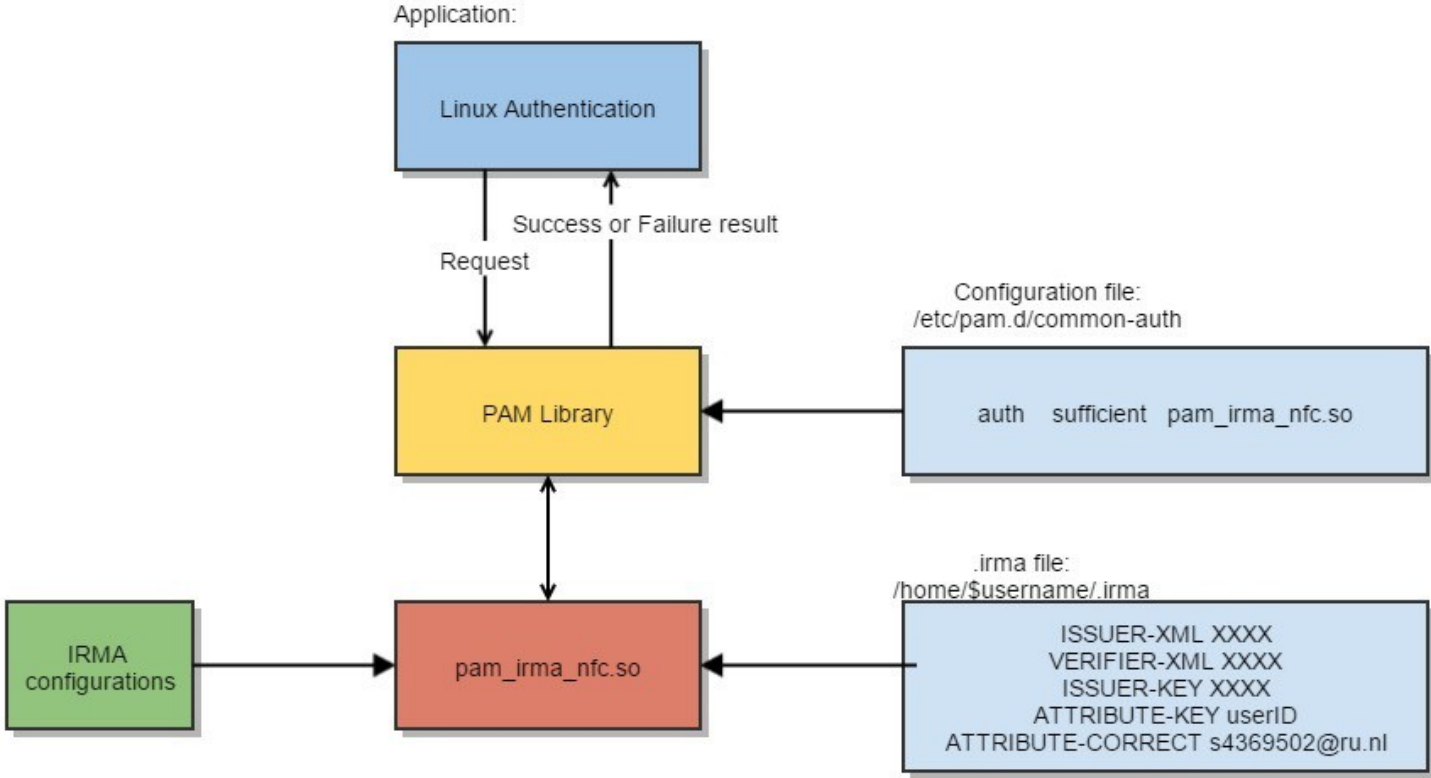 Application:
Linux Authentication
Success or Failure result
Request
Configuration file:
/etc/pam.d/common-auth
PAM Library
auth sufficient pam_irma_nfc.so
.irma file:
/home/$username/.irma
IRMA
configurations
pam_irma_nfc.so
ISSUER-XML XXXX
VERIFIER-XML XXXX
ISSUER-KEY XXXX
ATTRIBUTE-KEY userID
ATTRIBUTE-CORRECT s4369502@ru.nl